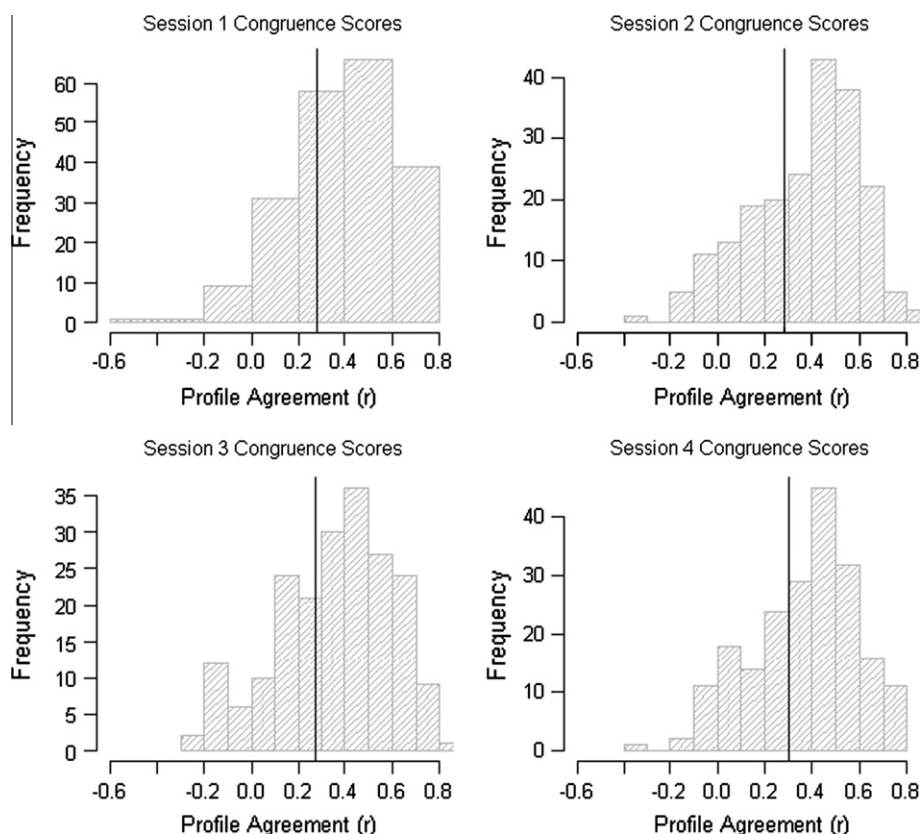 Session 1 Congruence Scores
Frequency
60
50
40
30
20
10
0
-0.6 -0.2 0.0 0.2 0.4 0.6 0.8
Profile Agreement (r)
Session 2 Congruence Scores
Frequency
40
30
20
10
0
-0.6 -0.2 0.0 0.2 0.4 0.6 0.8
Profile Agreement (r)
Session 3 Congruence Scores
Frequency
35
30
25
20
15
10
5
0
-0.6 -0.2 0.0 0.2 0.4 0.6 0.8
Profile Agreement (r)
Session 4 Congruence Scores
Frequency
40
30
20
10
0
-0.6 -0.2 0.0 0.2 0.4 0.6 0.8
Profile Agreement (r)